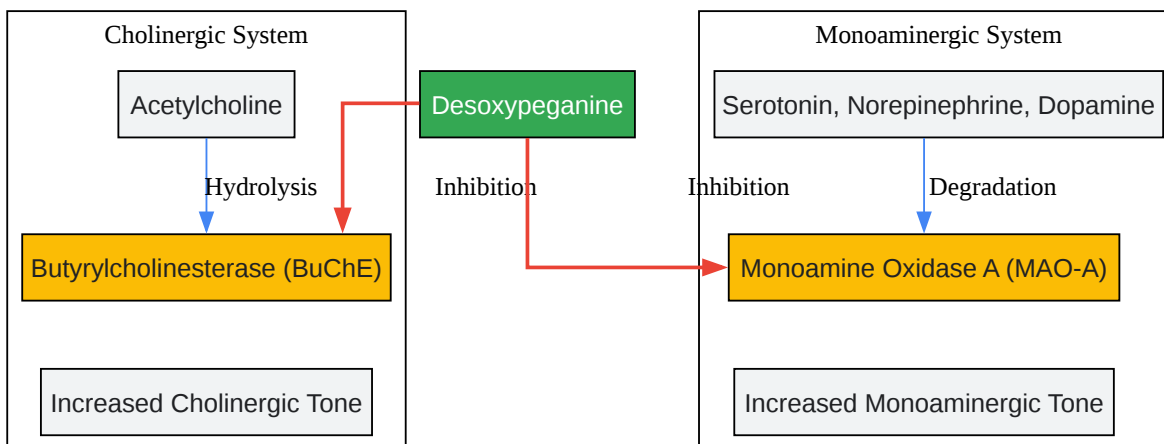 Cholinergic System
Monoaminergic System
Acetylcholine
Desoxypeganine
Serotonin, Norepinephrine, Dopamine
Hydrolysis
Inhibition
Inhibition
Degradation
Butyrylcholinesterase (BuChE)
Monoamine Oxidase A (MAO-A)
Increased Cholinergic Tone
Increased Monoaminergic Tone